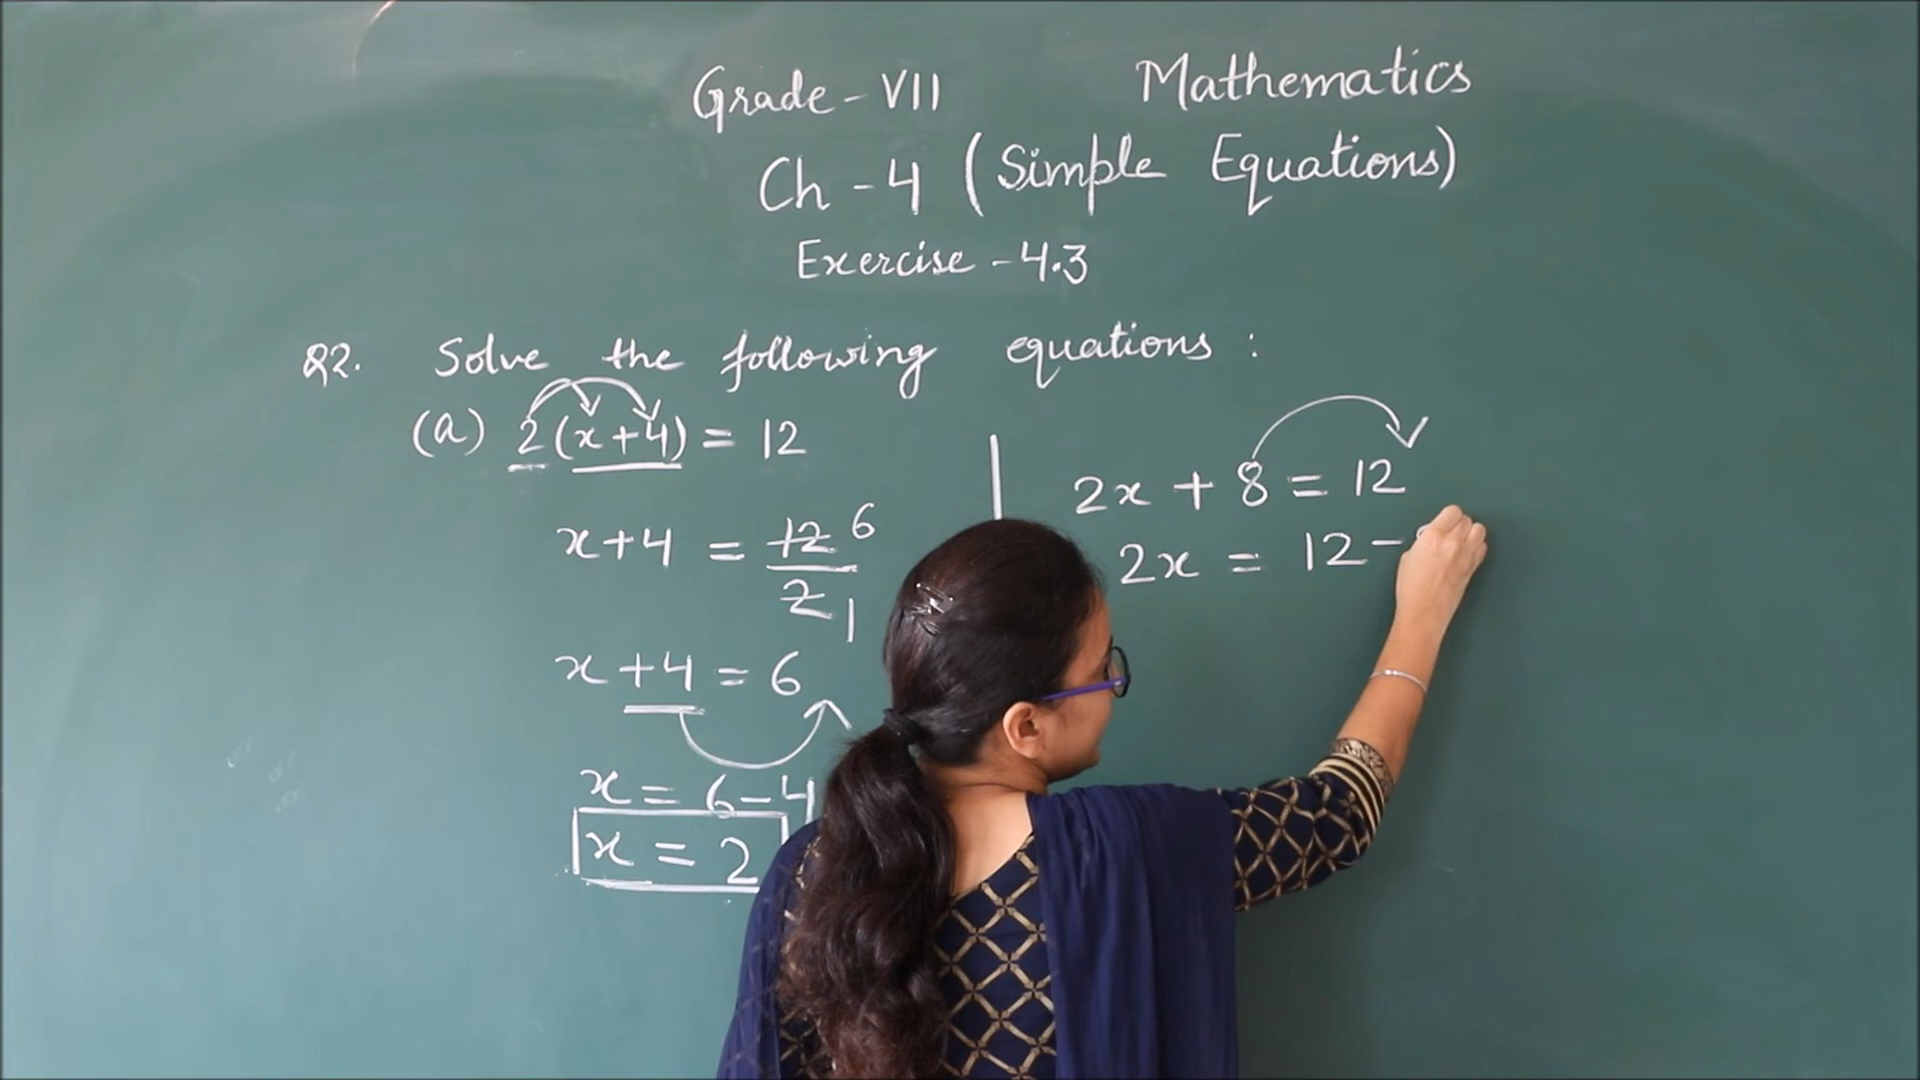 Grade - VII Mathematics
Ch - 4 (Simple Equations)
Exercise - 4.3
Q2. Solve the following equations :
(a) 2(x+4) = 12
x+4 = 12/2 6 1
x+4 = 6
x = 6-4
x = 2
2x + 8 = 12
2x = 12 -